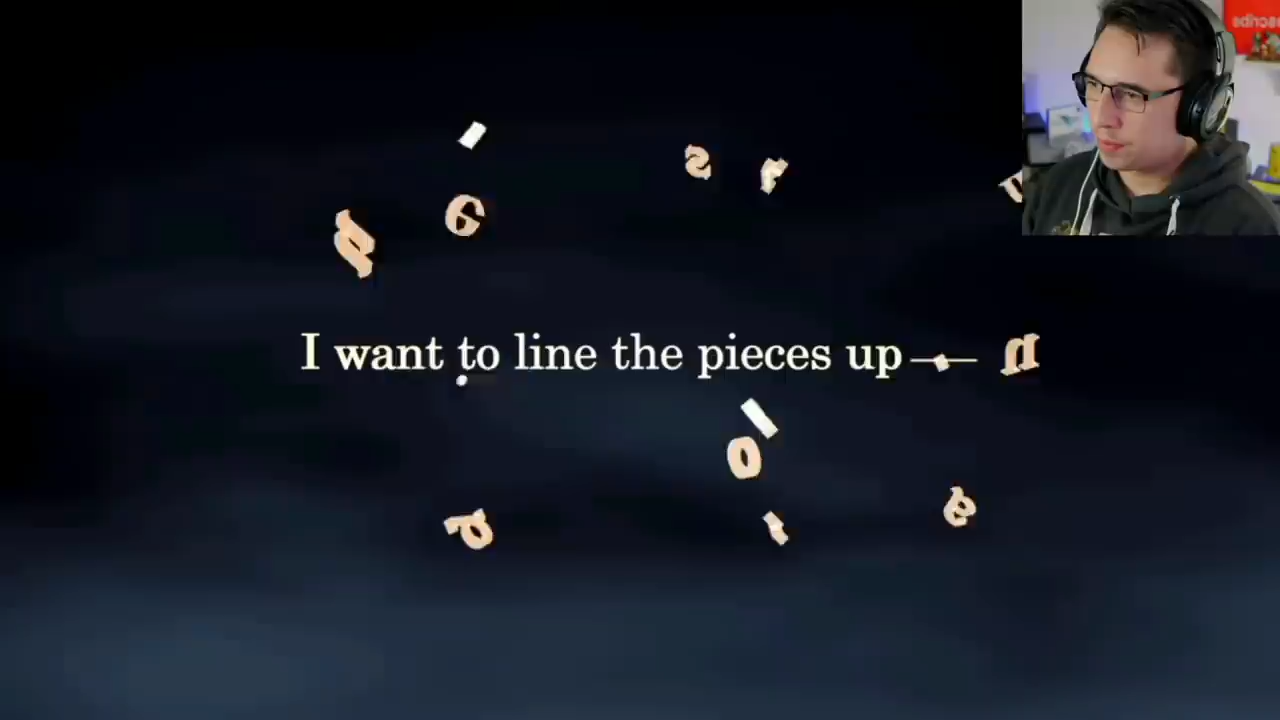 I want to line the pieces up—